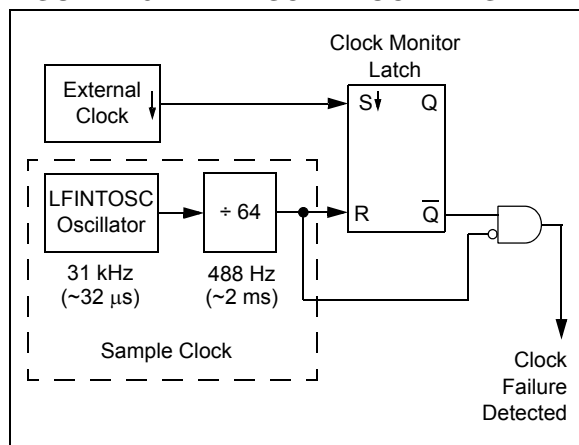 Clock Monitor
Latch
External
Clock
S
Q
LFINTOSC
Oscillator
÷ 64
R
Q
31 kHz
(~32 μs)
488 Hz
(~2 ms)
Sample Clock
Clock
Failure
Detected